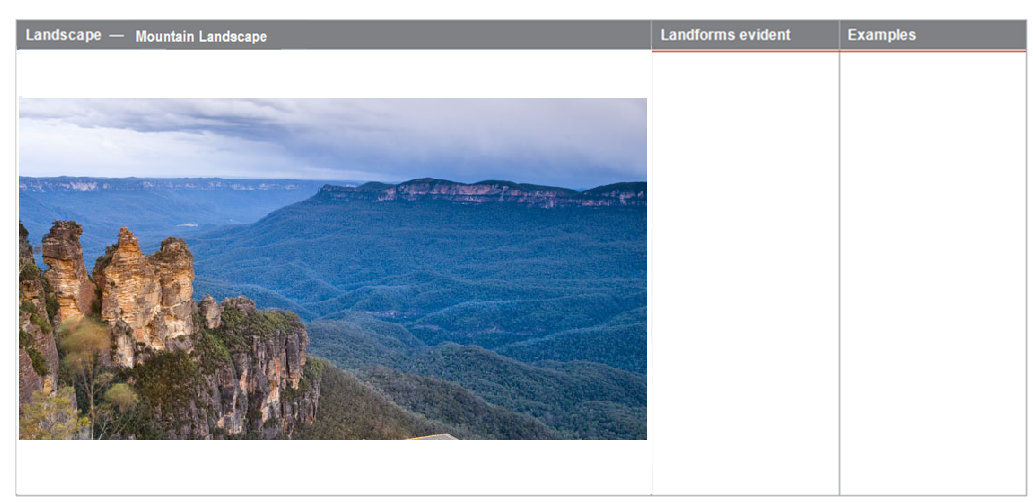 Landscape — Mountain Landscape
Landforms evident
Examples